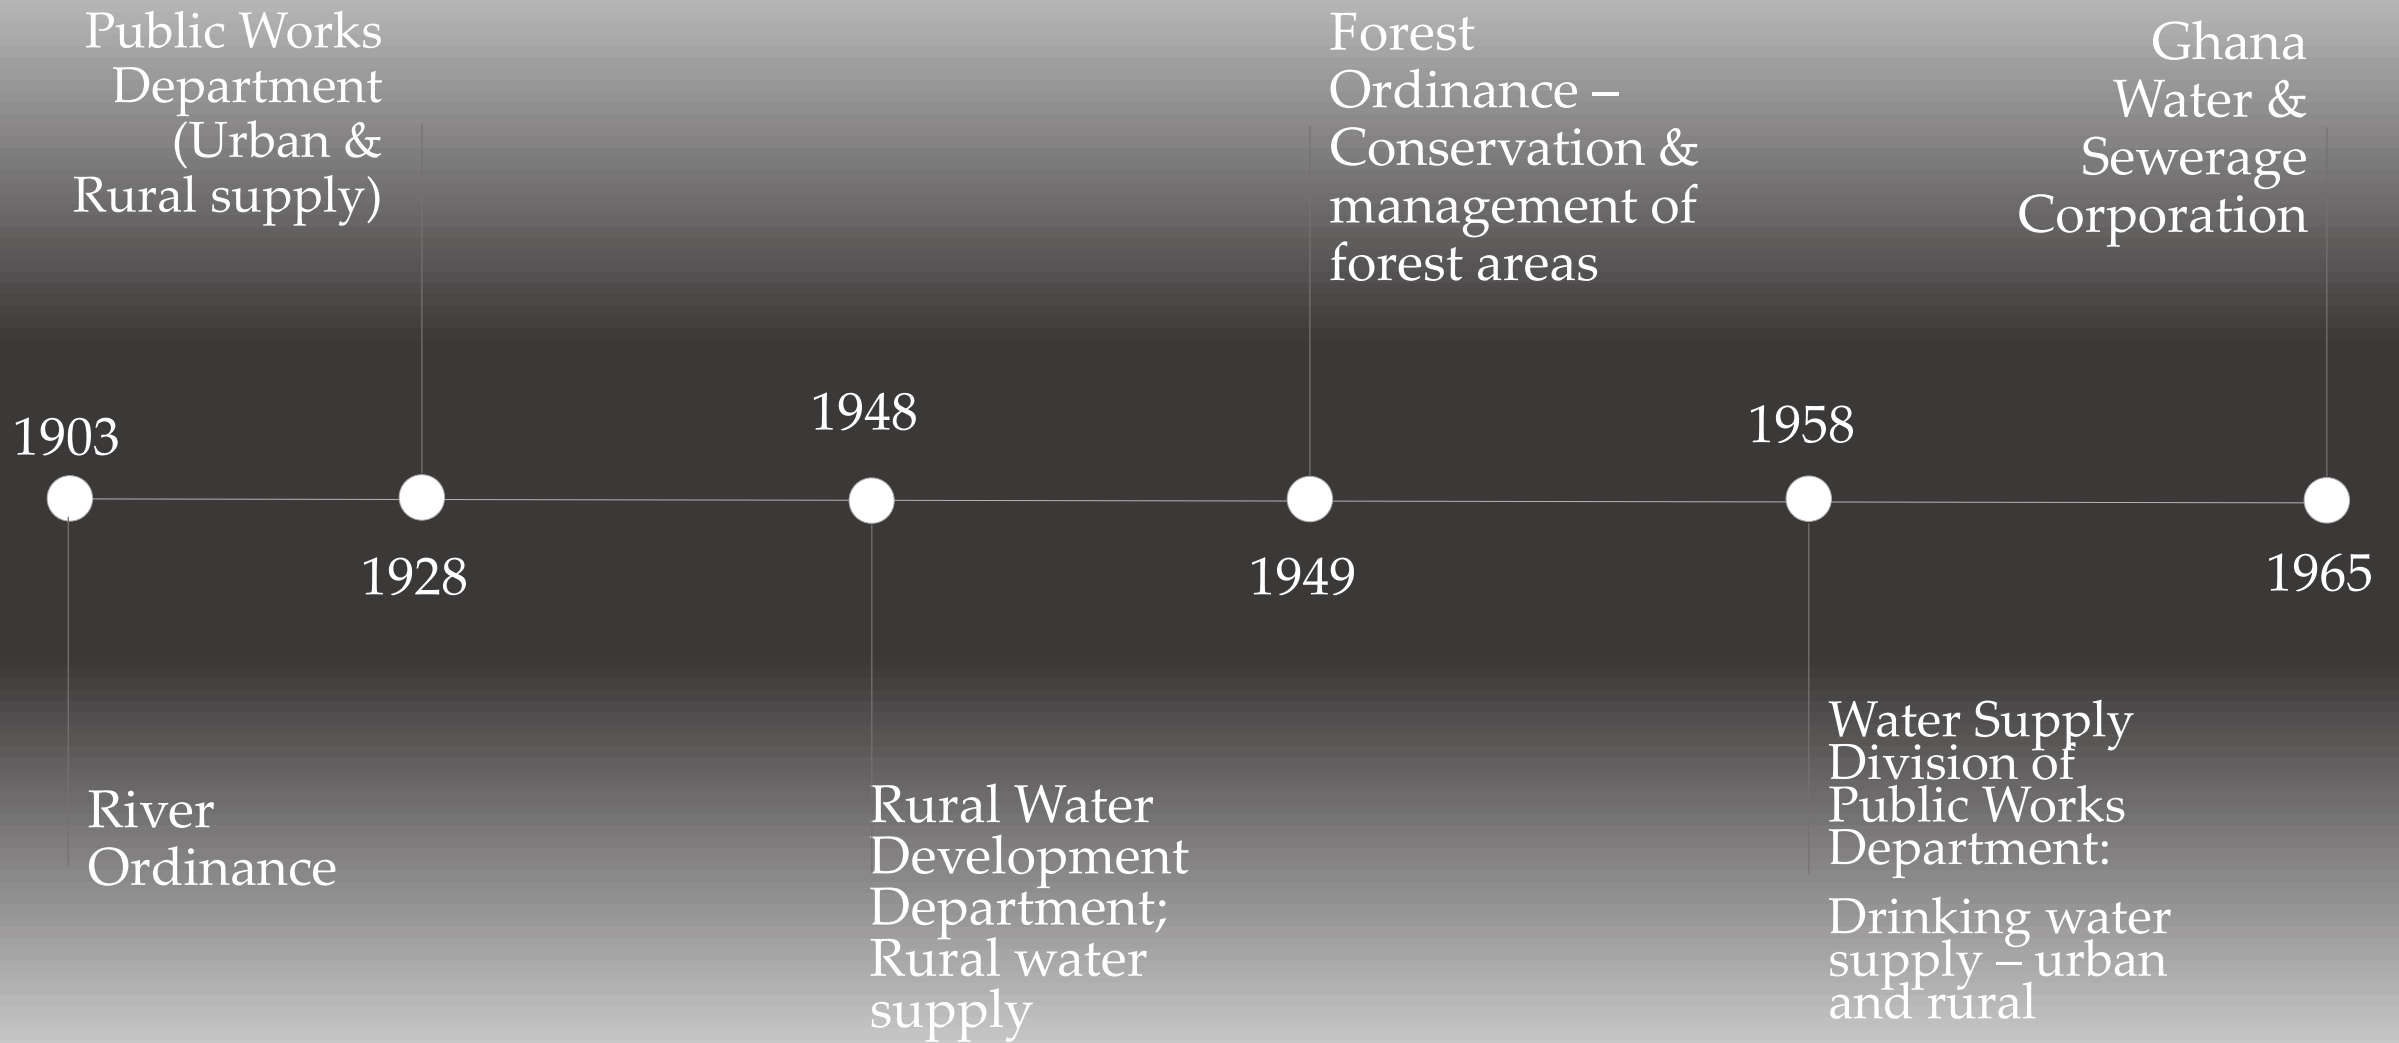 Public Works
Department
(Urban &
Rural supply)
Forest
Ordinance –
Conservation &
management of
forest areas
Ghana
Water &
Sewerage
Corporation
1903
1948
1958
1928
1949
1965
River
Ordinance
Rural Water
Development
Department;
Rural water
supply
Water Supply
Division of
Public Works
Department:
Drinking water
supply – urban
and rural